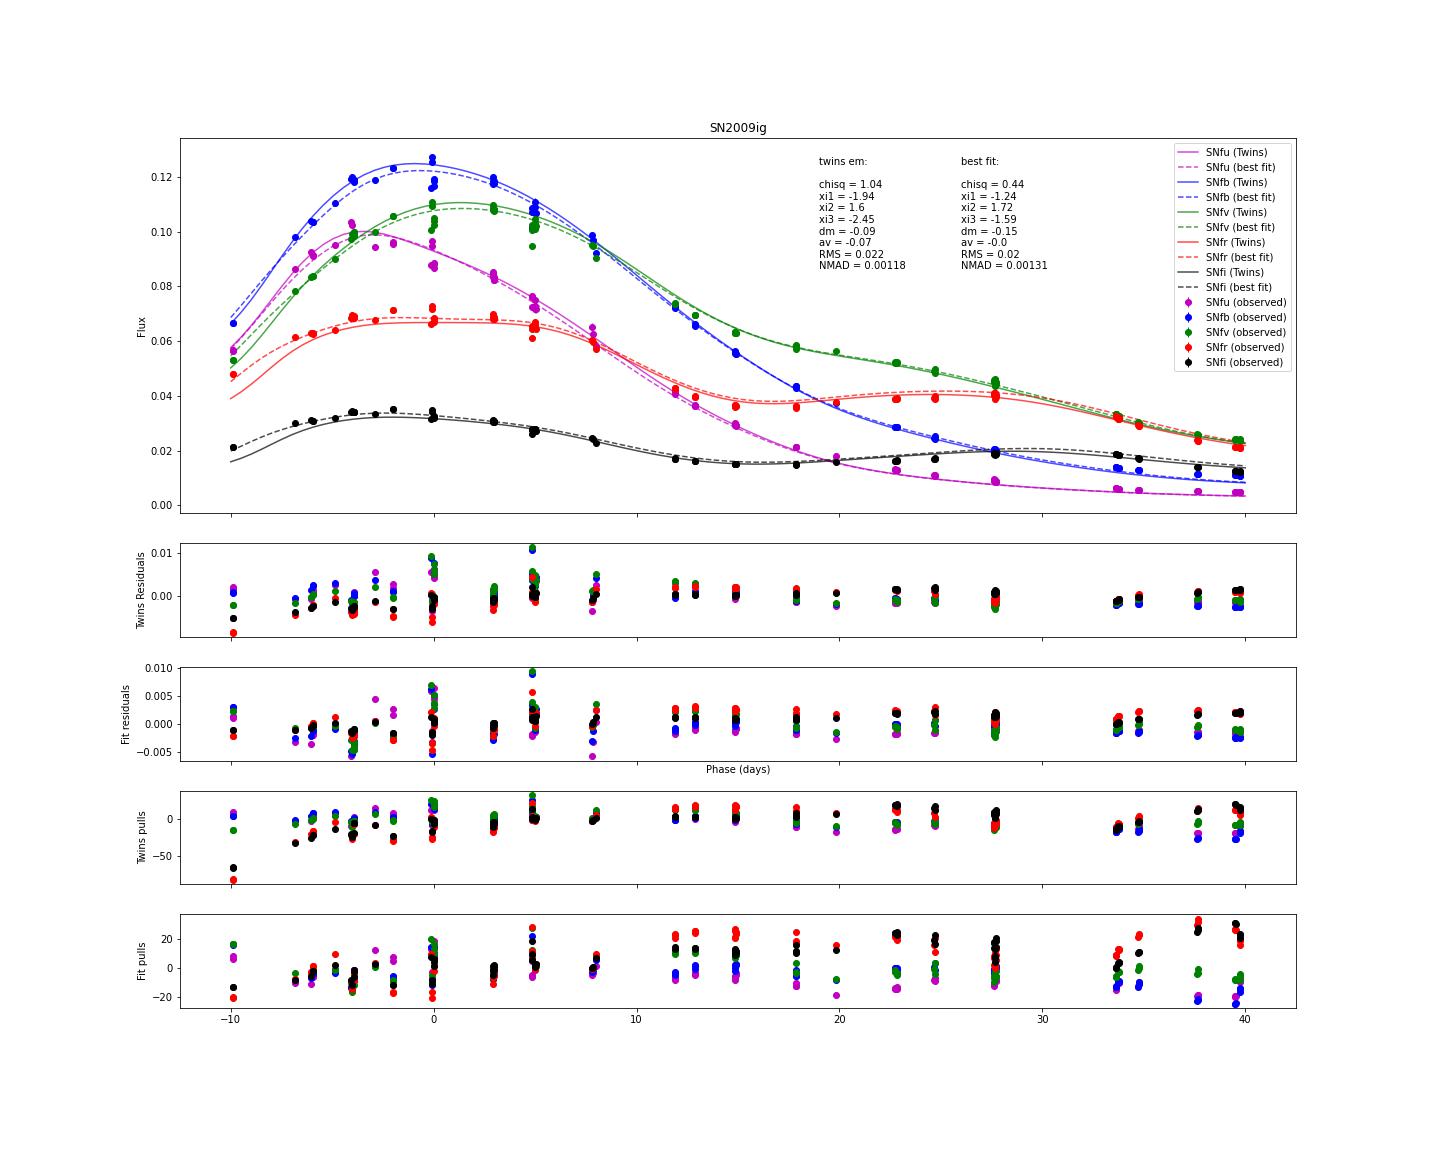 SN2009ig
Flux
0.12
0.10
0.08
0.06
0.04
0.02
0.00
twins em:
chisq = 1.04
xi1 = -1.94
xi2 = 1.6
xi3 = -2.45
dm = -0.09
av = -0.07
RMS = 0.022
NMAD = 0.00118
best fit:
chisq = 0.44
xi1 = -1.24
xi2 = 1.72
xi3 = -1.59
dm = -0.15
av = -0.0
RMS = 0.02
NMAD = 0.00131
SNfu (Twins)
SNfu (best fit)
SNfb (Twins)
SNfb (best fit)
SNfv (Twins)
SNfv (best fit)
SNfr (Twins)
SNfr (best fit)
SNfi (Twins)
SNfi (best fit)
SNfu (observed)
SNfb (observed)
SNfv (observed)
SNfr (observed)
SNfi (observed)
Twins Residuals
0.01
0.00
Fit residuals
0.010
0.005
0.000
−0.005
Phase (days)
Twins pulls
0
−50
Fit pulls
20
0
−20
−10 0 10 20 30 40